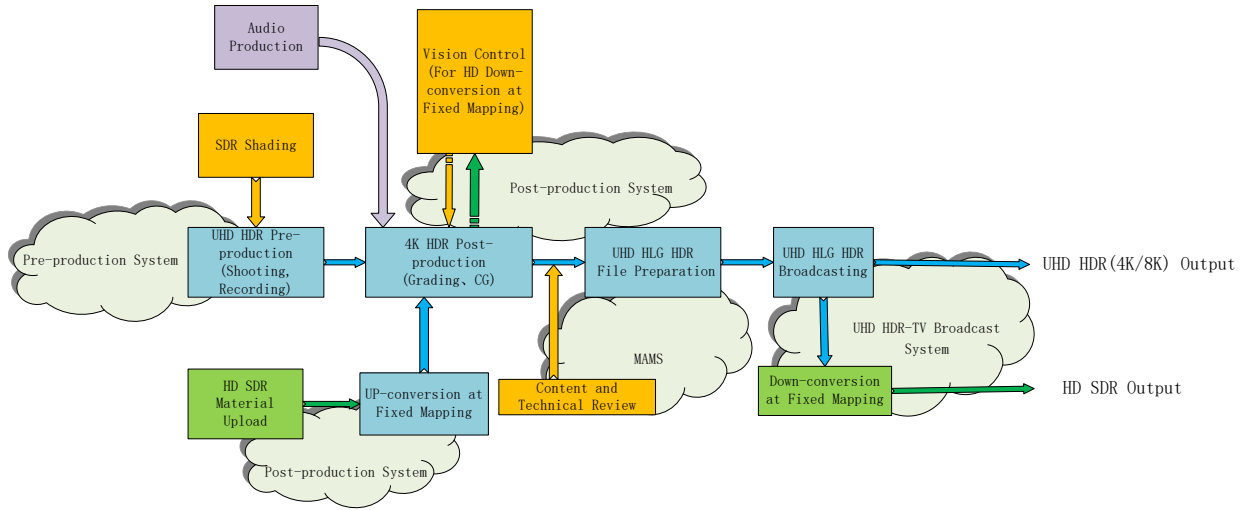 Audio
Production
Vision Control
(For HD Down-
conversion at
Fixed Mapping)
SDR Shading
Post-production System
Pre-production System
UHD HDR Pre-
production
(Shooting,
Recording)
4K HDR Post-
production
(Grading、CG)
UHD HLG HDR
File Preparation
UHD HLG HDR
Broadcasting
UHD HDR(4K/8K) Output
UHD HDR-TV Broadcast
System
MAMS
HD SDR
Material
Upload
UP-conversion at
Fixed Mapping
Content and
Technical Review
Down-conversion
at Fixed Mapping
HD SDR Output
Post-production System